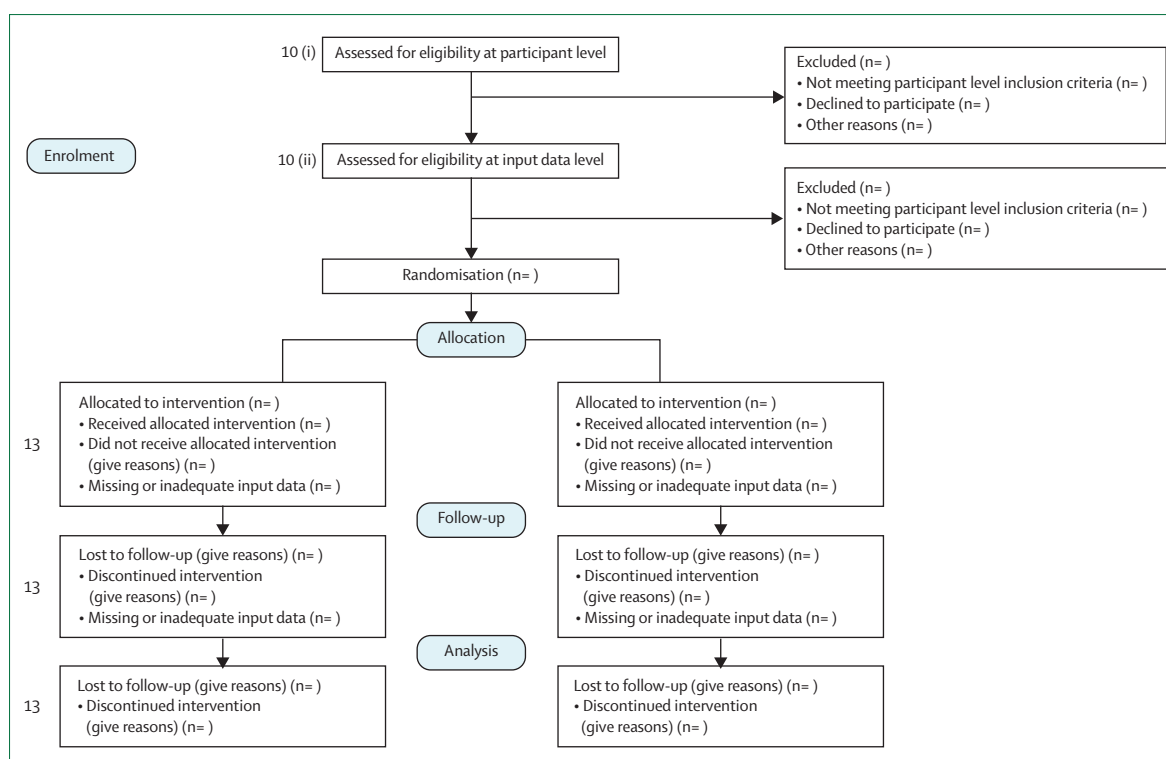 10 (i)
Assessed for eligibility at participant level
Excluded (n= )
• Not meeting participant level inclusion criteria (n= )
• Declined to participate (n= )
• Other reasons (n= )
Enrolment
10 (ii)
Assessed for eligibility at input data level
Excluded (n= )
• Not meeting participant level inclusion criteria (n= )
• Declined to participate (n= )
• Other reasons (n= )
Randomisation (n= )
Allocation
13
Allocated to intervention (n= )
• Received allocated intervention (n= )
• Did not receive allocated intervention
(give reasons) (n= )
• Missing or inadequate input data (n= )
Allocated to intervention (n= )
• Received allocated intervention (n= )
• Did not receive allocated intervention
(give reasons) (n= )
• Missing or inadequate input data (n= )
Follow-up
13
Lost to follow-up (give reasons) (n= )
• Discontinued intervention
(give reasons) (n= )
• Missing or inadequate input data (n= )
Lost to follow-up (give reasons) (n= )
• Discontinued intervention
(give reasons) (n= )
• Missing or inadequate input data (n= )
Analysis
13
Lost to follow-up (give reasons) (n= )
• Discontinued intervention
(give reasons) (n= )
Lost to follow-up (give reasons) (n= )
• Discontinued intervention
(give reasons) (n= )